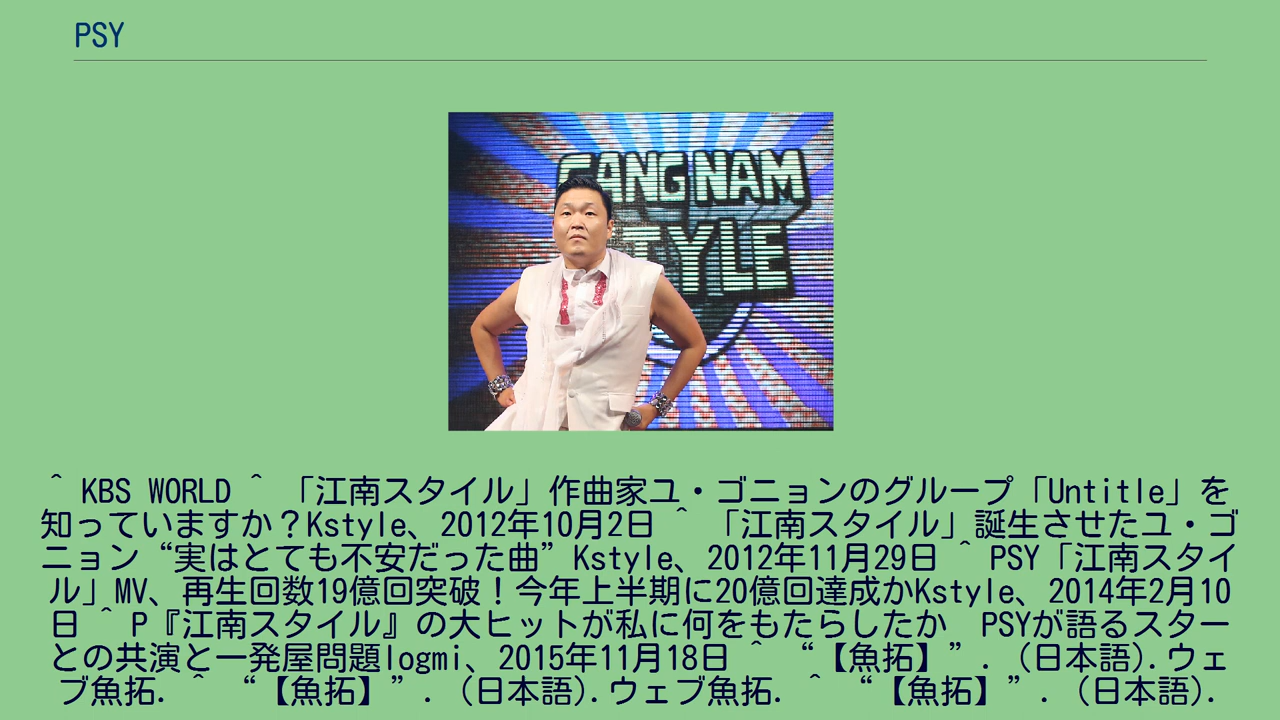 PSY
GANGNAM
STYLE
^ KBS WORLD ^ 「江南スタイル」作曲家ユ・ゴニョンのグループ「Untitle」を
知っていますか？Kstyle、2012年10月2日 ^ 「江南スタイル」誕生させたユ・ゴ
ニョン“実はとても不安だった曲”Kstyle、2012年11月29日 ^ PSY「江南スタイ
ル」MV、再生回数19億回突破！今年上半期に20億回達成かKstyle、2014年2月10
日 ^ P『江南スタイル』の大ヒットが私に何をもたらしたか　PSYが語るスター
との共演と一発屋問題logmi、2015年11月18日 ^ “【魚拓】”. (日本語).ウェ
ブ魚拓. ^ “【魚拓】”. (日本語).ウェブ魚拓. ^ “【魚拓】”. (日本語).